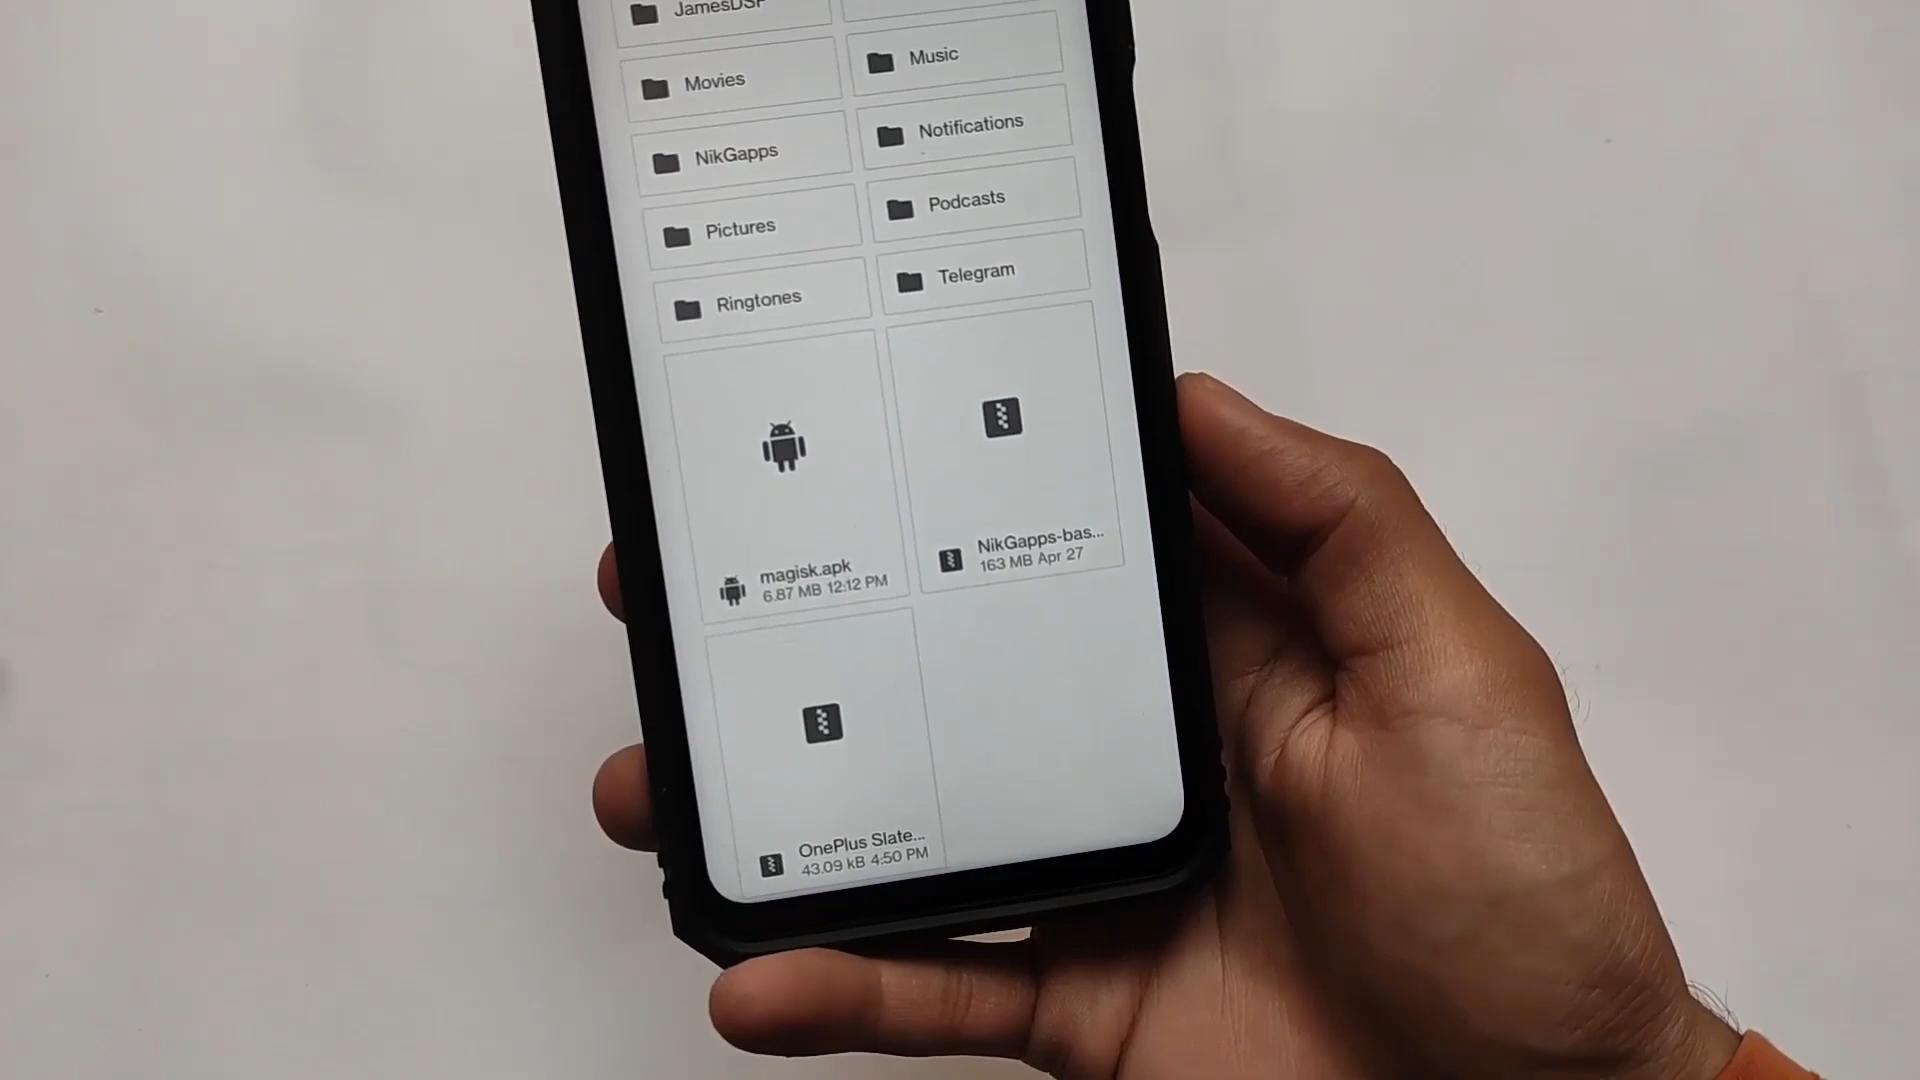 JamesDSP
Movies
Music
NikGapps
Notifications
Pictures
Podcasts
Ringtones
Telegram
magisk.apk
6.87 MB 12:12 PM
NikGapps-bas...
163 MB Apr 27
OnePlus Slate...
43.09 kB 4:50 PM